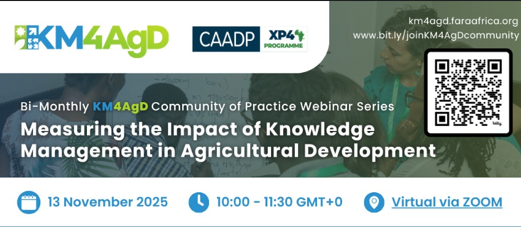 KM4AgD
CAADP
XP4
PROGRAMME
km4agd.faraafrica.org
www.bit.ly/joinKM4AgDcommunity
Bi-Monthly KM4AgD Community of Practice Webinar Series
Measuring the Impact of Knowledge
Management in Agricultural Development
13 November 2025
10:00 - 11:30 GMT+0
Virtual via ZOOM